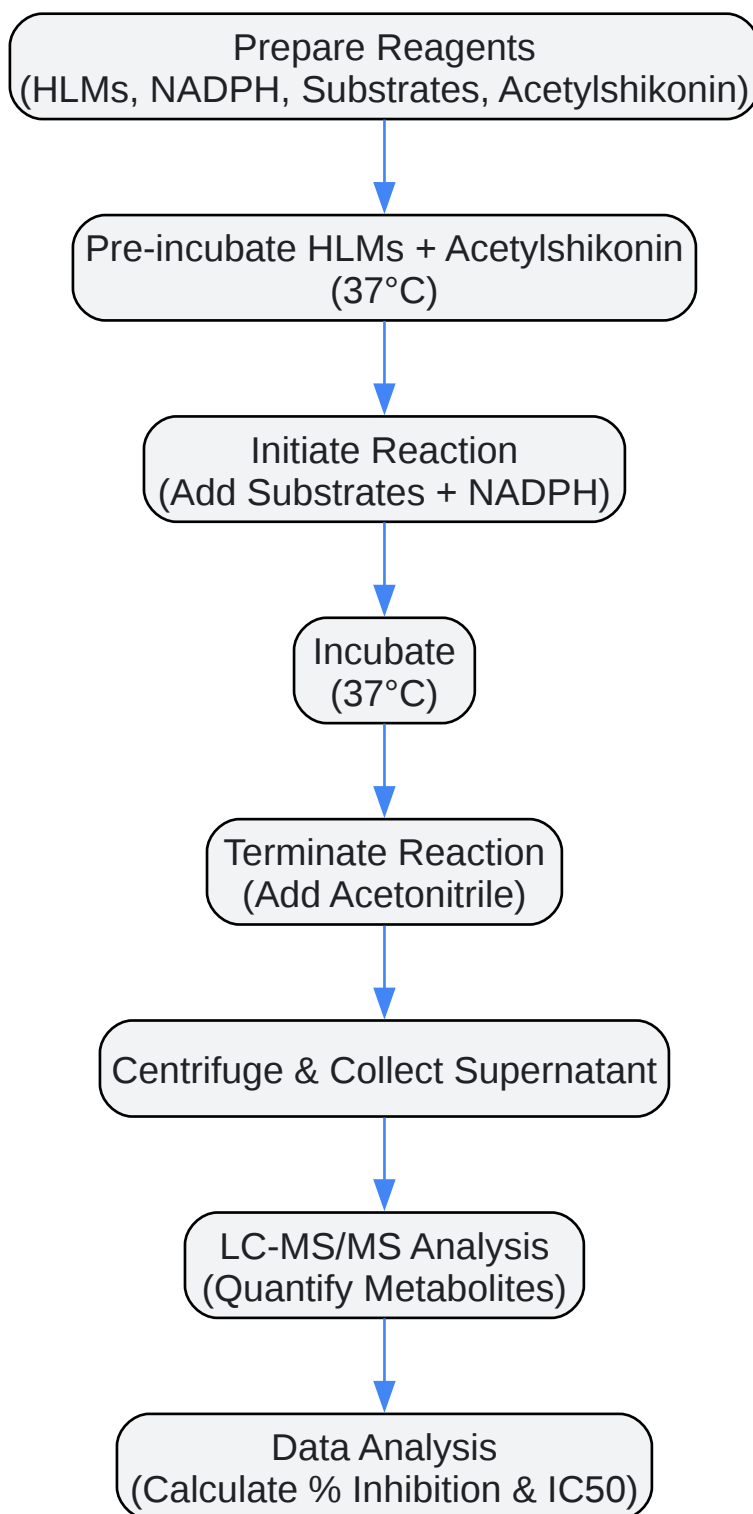 Prepare Reagents
(HLMs, NADPH, Substrates, Acetylshikonin)
Pre-incubate HLMs + Acetylshikonin
(37°C)
Initiate Reaction
(Add Substrates + NADPH)
Incubate
(37°C)
Terminate Reaction
(Add Acetonitrile)
Centrifuge & Collect Supernatant
LC-MS/MS Analysis
(Quantify Metabolites)
Data Analysis
(Calculate % Inhibition & IC50)